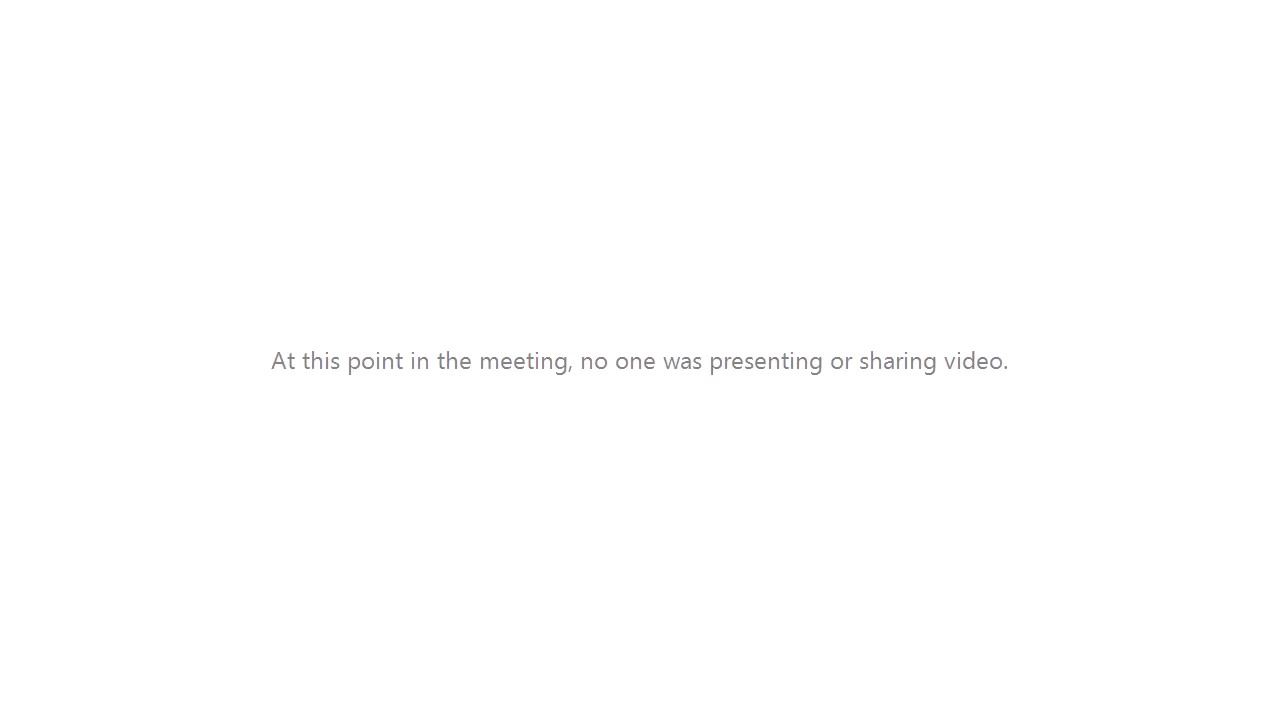 At this point in the meeting, no one was presenting or sharing video.